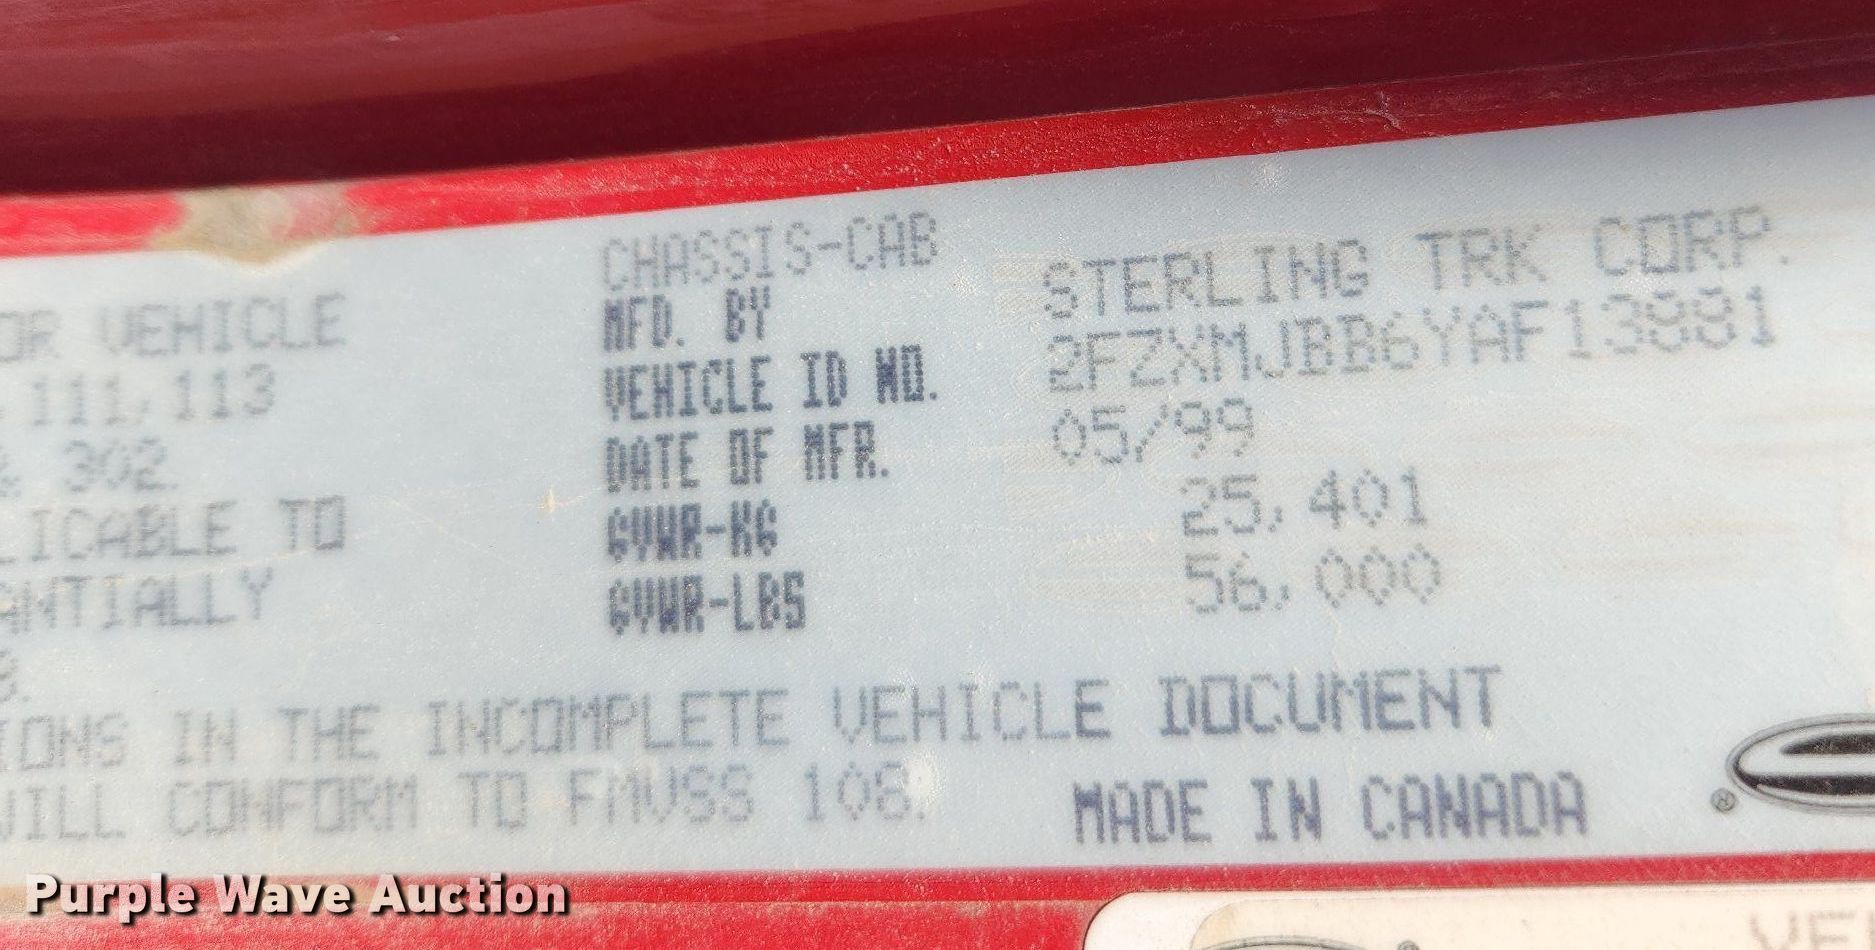 OR VEHICLE
111, 113
& 302
LICABLE TO
ANTIALLY
CHASSIS-CAB
MFD. BY STERLING TRK CORP.
VEHICLE ID NO. 2FZXMJBB6YAF13881
DATE OF MFR. 05/99
GVWR-KG 25,401
GVWR-LBS 56,000
IONS IN THE INCOMPLETE VEHICLE DOCUMENT
WILL CONFORM TO FMVSS 108.
MADE IN CANADA
®
Purple Wave Auction